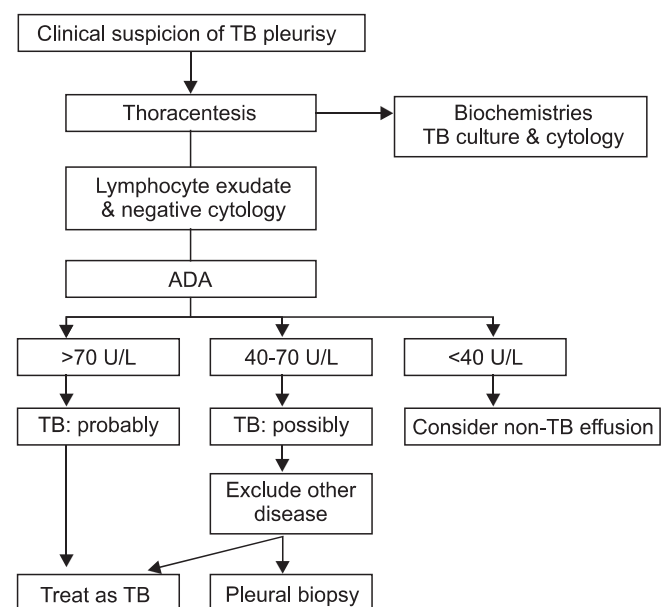 Clinical suspicion of TB pleurisy
Thoracentesis
Biochemistries
TB culture & cytology
Lymphocyte exudate
& negative cytology
ADA
>70 U/L
40-70 U/L
<40 U/L
TB: probably
TB: possibly
Consider non-TB effusion
Exclude other
disease
Treat as TB
Pleural biopsy